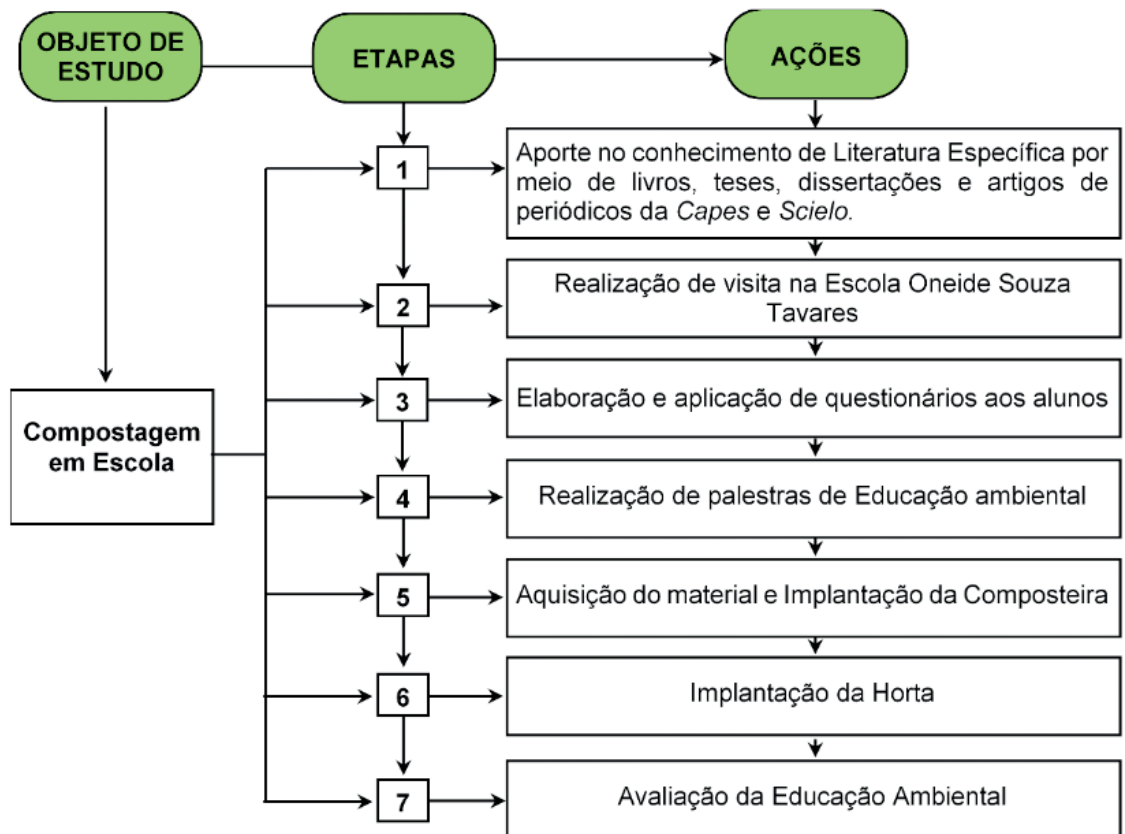 OBJETO DE
ESTUDO
ETAPAS
AÇÕES
1
Aporte no conhecimento de Literatura Específica por
meio de livros, teses, dissertações e artigos de
periódicos da Capes e Scielo.
2
Realização de visita na Escola Oneide Souza
Tavares
Compostagem
em Escola
3
Elaboração e aplicação de questionários aos alunos
4
Realização de palestras de Educação ambiental
5
Aquisição do material e Implantação da Composteira
6
Implantação da Horta
7
Avaliação da Educação Ambiental